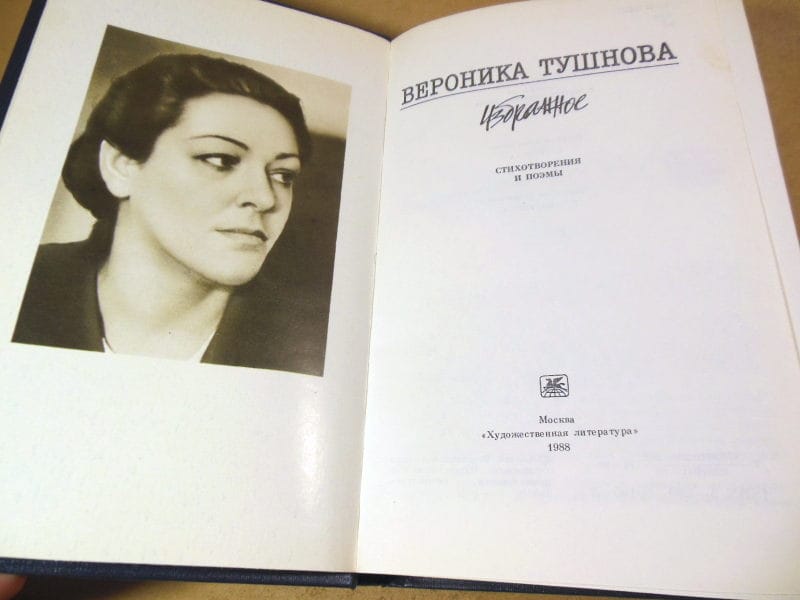 ВЕРОНИКА ТУШНОВА
Избранное
СТИХОТВОРЕНИЯ
И ПОЭМЫ
Москва
«Художественная литература»
1988